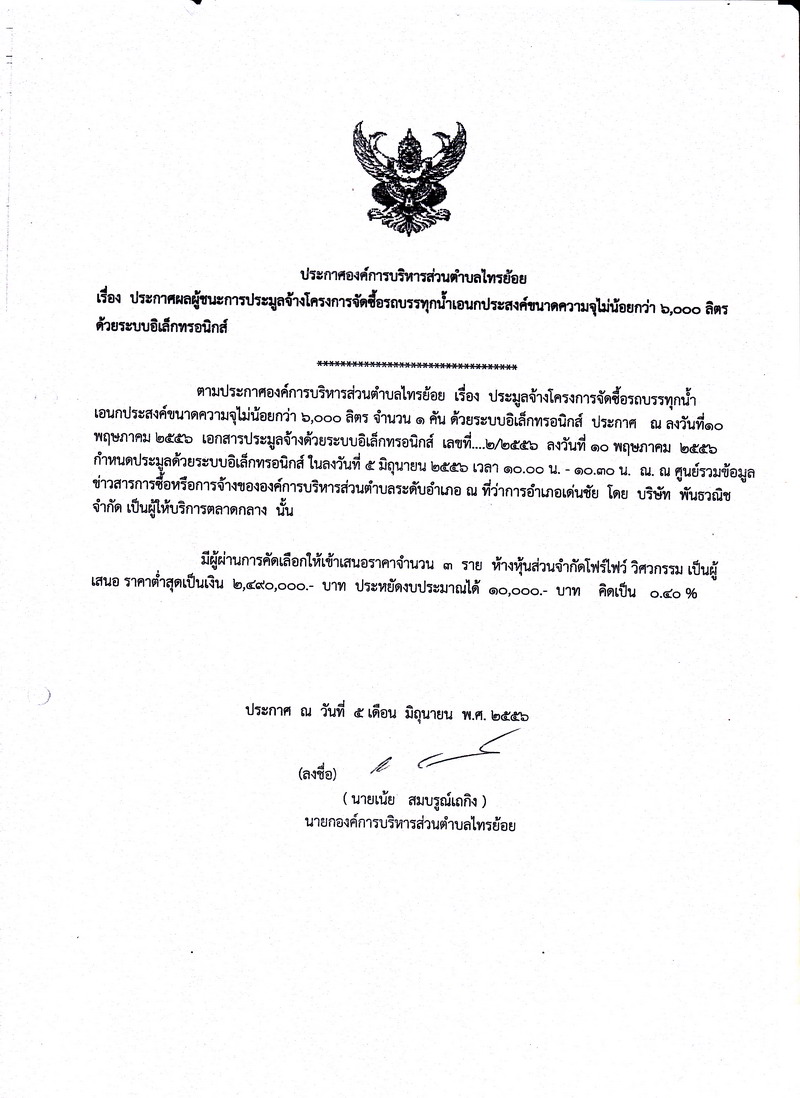 ประกาศองค์การบริหารส่วนตำบลไทรย้อย
เรื่อง ประกาศผลผู้ชนะการประมูลจ้างโครงการจัดซื้อรถบรรทุกน้ำเอนกประสงค์ขนาดความจุไม่น้อยกว่า ๖,๐๐๐ ลิตร
ด้วยระบบอิเล็กทรอนิกส์
**********************************
ตามประกาศองค์การบริหารส่วนตำบลไทรย้อย เรื่อง ประมูลจ้างโครงการจัดซื้อรถบรรทุกน้ำ
เอนกประสงค์ขนาดความจุไม่น้อยกว่า ๖,๐๐๐ ลิตร จำนวน ๑ คัน ด้วยระบบอิเล็กทรอนิกส์ ประกาศ ณ ลงวันที่๑๐
พฤษภาคม ๒๕๕๖ เอกสารประมูลจ้างด้วยระบบอิเล็กทรอนิกส์ เลขที่....๒/๒๕๕๖ ลงวันที่ ๑๐ พฤษภาคม ๒๕๕๖
กำหนดประมูลด้วยระบบอิเล็กทรอนิกส์ ในลงวันที่ ๕ มิถุนายน ๒๕๕๖ เวลา ๑๐.๐๐ น. - ๑๐.๓๐ น. ณ. ณ ศูนย์รวมข้อมูล
ข่าวสารการซื้อหรือการจ้างขององค์การบริหารส่วนตำบลระดับอำเภอ ณ ที่ว่าการอำเภอเด่นชัย โดย บริษัท พันธวณิช
จำกัด เป็นผู้ให้บริการตลาดกลาง นั้น
มีผู้ผ่านการคัดเลือกให้เข้าเสนอราคาจำนวน ๓ ราย ห้างหุ้นส่วนจำกัดโฟร์ไฟว์ วิศวกรรม เป็นผู้
เสนอ ราคาต่ำสุดเป็นเงิน ๒,๔๙๐,๐๐๐.- บาท ประหยัดงบประมาณได้ ๑๐,๐๐๐.- บาท คิดเป็น ๐.๔๐ %
ประกาศ ณ วันที่ ๕ เดือน มิถุนายน พ.ศ. ๒๕๕๖
(ลงชื่อ)
( นายเน้ย สมบรูณ์เถกิง )
นายกองค์การบริหารส่วนตำบลไทรย้อย